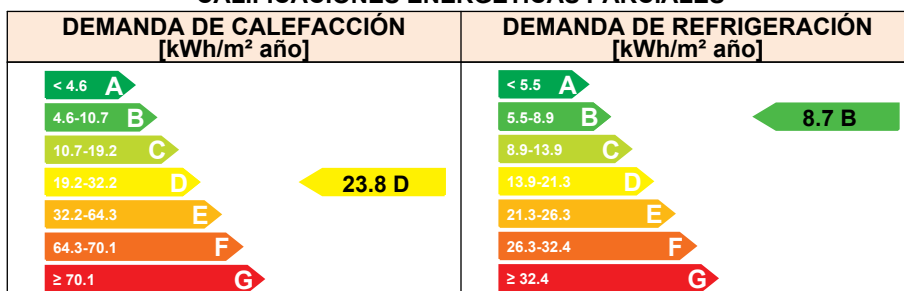 CALIFICACIONES ENERGÉTICAS PARCIALES
DEMANDA DE CALEFACCIÓN
[kWh/m² año]
DEMANDA DE REFRIGERACIÓN
[kWh/m² año]
< 4.6 A
4.6-10.7 B
10.7-19.2 C
19.2-32.2 D
23.8 D
32.2-64.3 E
64.3-70.1 F
≥ 70.1 G
< 5.5 A
5.5-8.9 B
8.7 B
8.9-13.9 C
13.9-21.3 D
21.3-26.3 E
26.3-32.4 F
≥ 32.4 G